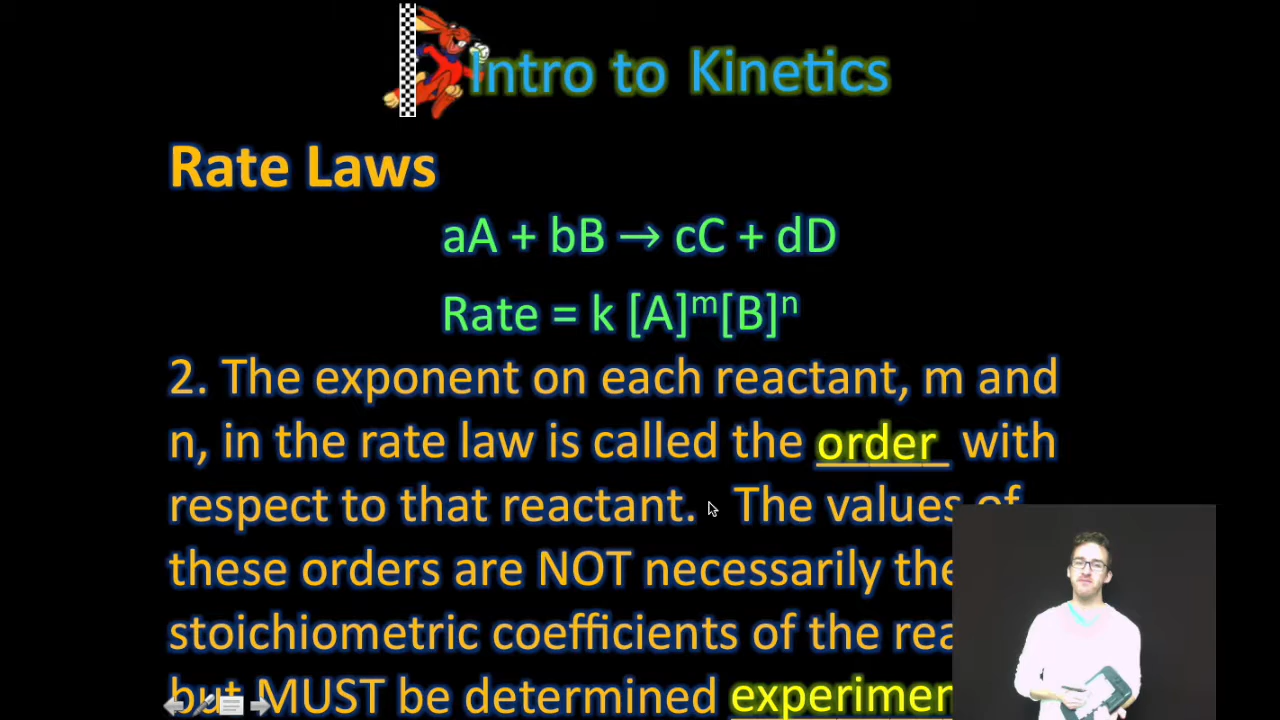 Intro to Kinetics
Rate Laws
aA + bB → cC + dD
Rate = k [A]ᵐ[B]ⁿ
2. The exponent on each reactant, m and
n, in the rate law is called the order with
respect to that reactant. The values of
these orders are NOT necessarily the
stoichiometric coefficients of the
but MUST be determined